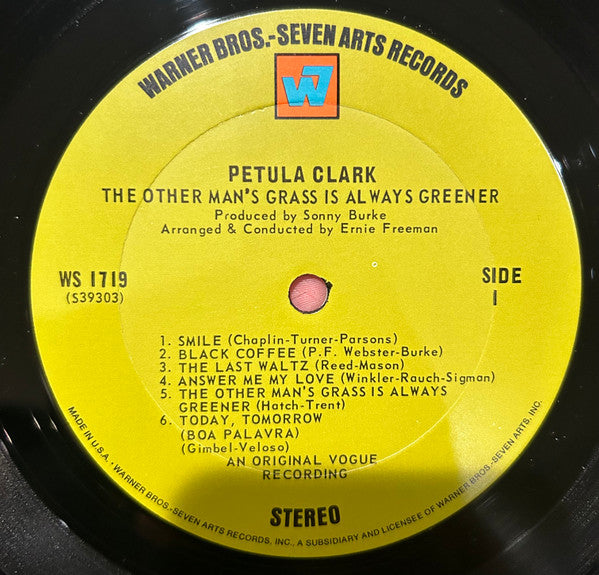 WARNER BROS.-SEVEN ARTS RECORDS
W7
PETULA CLARK
THE OTHER MAN'S GRASS IS ALWAYS GREENER
Produced by Sonny Burke
Arranged & Conducted by Ernie Freeman
WS 1719
(S39303)
SIDE
1
1. SMILE (Chaplin-Turner-Parsons)
2. BLACK COFFEE (P.F. Webster-Burke)
3. THE LAST WALTZ (Reed-Mason)
4. ANSWER ME MY LOVE (Winkler-Rauch-Sigman)
5. THE OTHER MAN'S GRASS IS ALWAYS
GREENER (Hatch-Trent)
6. TODAY, TOMORROW
(BOA PALAVRA)
(Gimbel-Veloso)
AN ORIGINAL VOGUE
RECORDING
STEREO
MADE IN U.S.A. · WARNER BROS.-SEVEN ARTS RECORDS, INC., A SUBSIDIARY AND LICENSEE OF WARNER BROS.-SEVEN ARTS, INC.